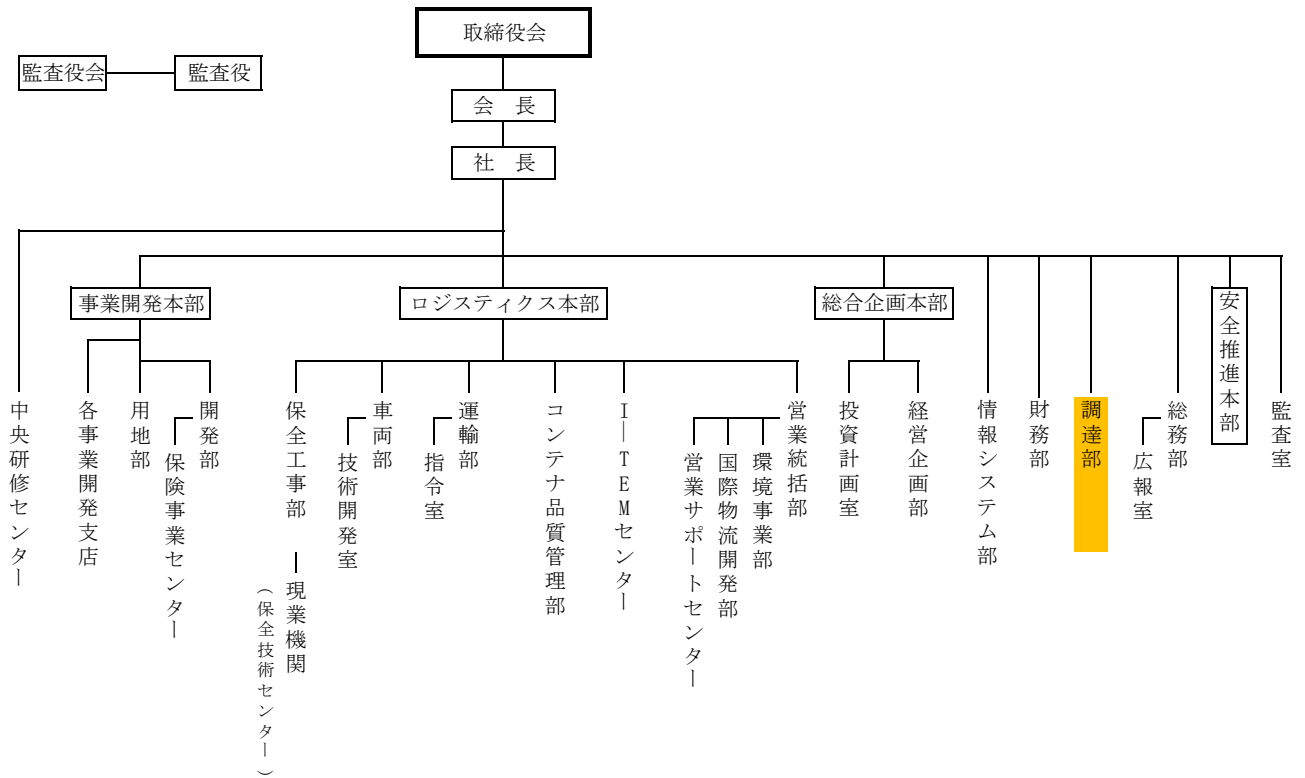 取締役会
監査役会
監査役
会　長
社　長
事業開発本部
ロジスティクス本部
総合企画本部
安全推進本部
中央研修センター
各事業開発支店
用地部
保険事業センター
開発部
保全工事部
現業機関
（保全技術センター）
技術開発室
車両部
指令室
運輸部
コンテナ品質管理部
I―TEMセンター
営業サポートセンター
国際物流開発部
環境事業部
営業統括部
投資計画室
経営企画部
情報システム部
財務部
調達部
広報室
総務部
監査室